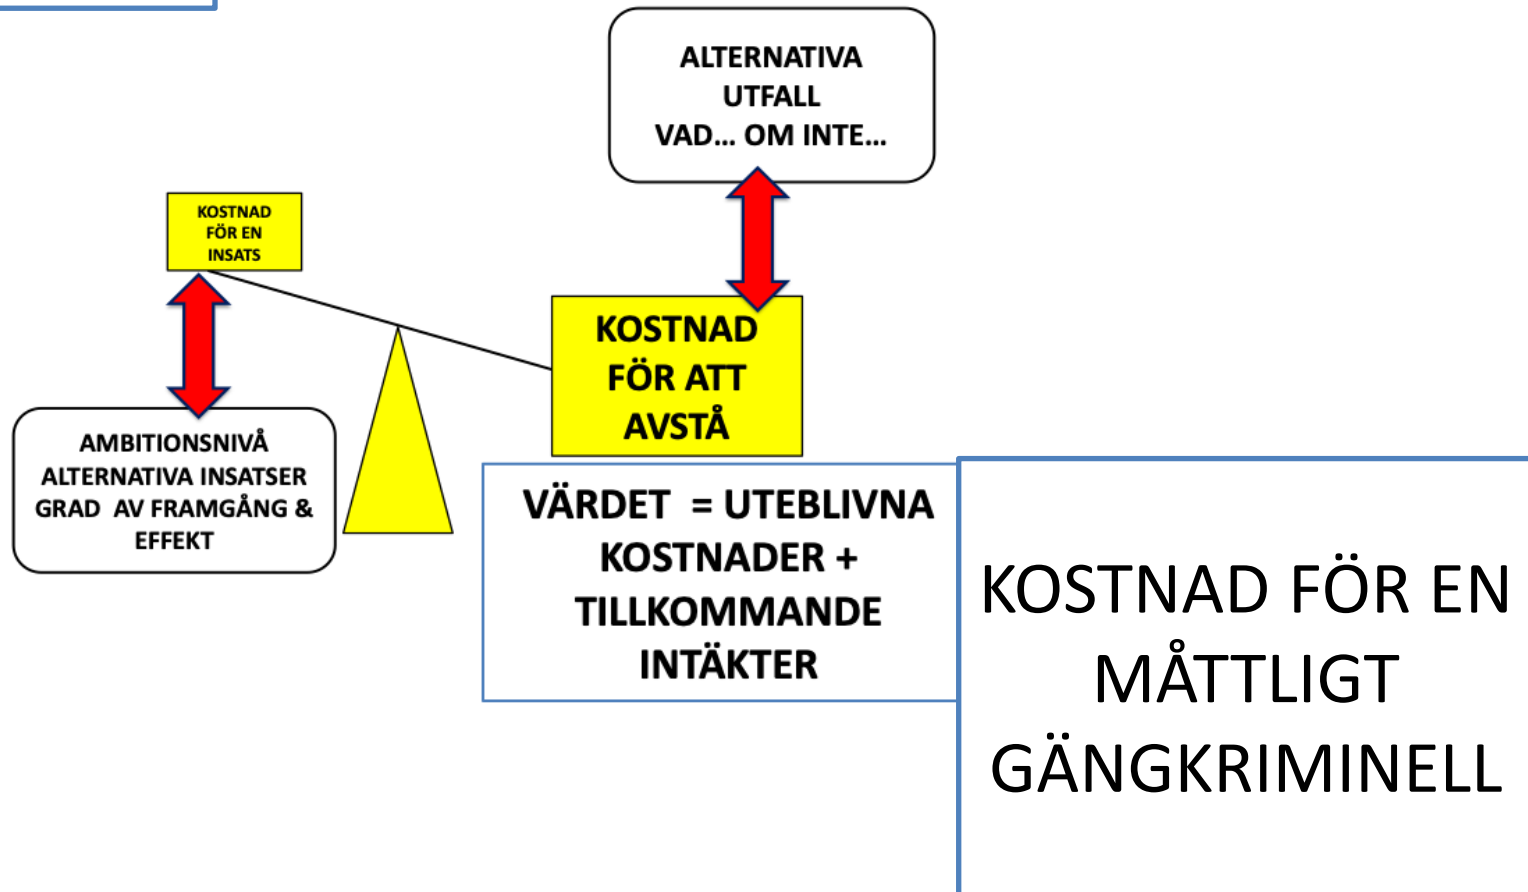 ALTERNATIVA
UTFALL
VAD… OM INTE…
KOSTNAD
FÖR EN
INSATS
KOSTNAD
FÖR ATT
AVSTÅ
AMBITIONSNIVÅ
ALTERNATIVA INSATSER
GRAD AV FRAMGÅNG &
EFFEKT
VÄRDET = UTEBLIVNA
KOSTNADER +
TILLKOMMANDE
INTÄKTER
KOSTNAD FÖR EN
MÅTTLIGT
GÄNGKRIMINELL